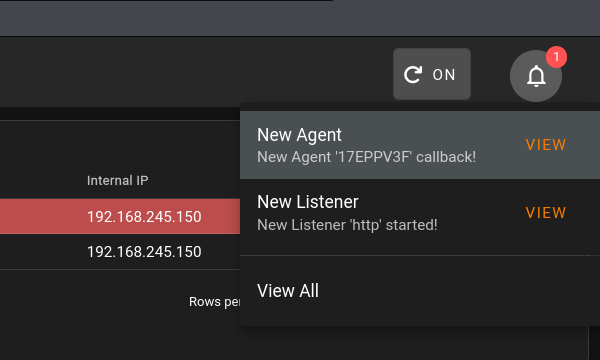 ON
1
New Agent
New Agent '17EPPV3F' callback!
VIEW
Internal IP
192.168.245.150
New Listener
New Listener 'http' started!
VIEW
192.168.245.150
View All
Rows